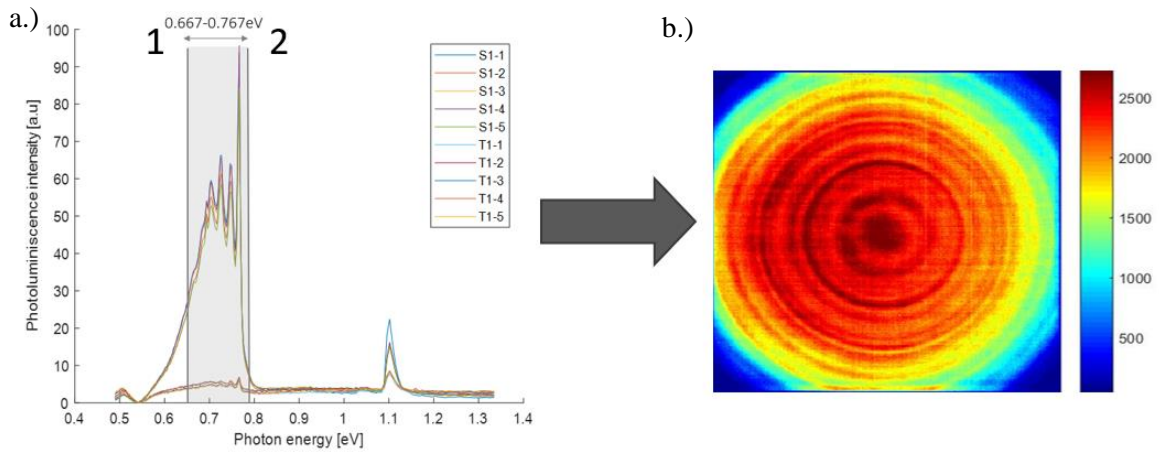 a.)
0.667-0.767eV
1 2
100
90
80
70
60
50
40
30
20
10
0
Photoluminiscence intensity [a.u]
0.4 0.5 0.6 0.7 0.8 0.9 1 1.1 1.2 1.3 1.4
Photon energy [eV]
S1-1
S1-2
S1-3
S1-4
S1-5
T1-1
T1-2
T1-3
T1-4
T1-5
b.)
2500
2000
1500
1000
500